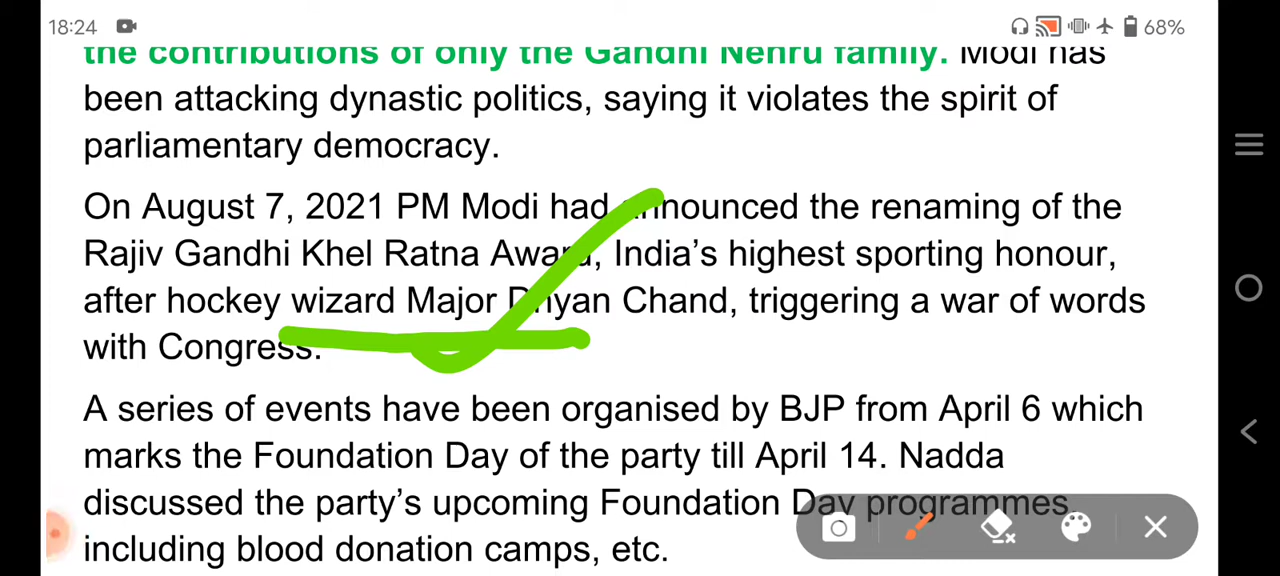 18:24 68%
the contributions of only the Gandhi Nehru family. Modi has
been attacking dynastic politics, saying it violates the spirit of
parliamentary democracy.
On August 7, 2021 PM Modi had announced the renaming of the
Rajiv Gandhi Khel Ratna Award, India’s highest sporting honour,
after hockey wizard Major Dhyan Chand, triggering a war of words
with Congress.
A series of events have been organised by BJP from April 6 which
marks the Foundation Day of the party till April 14. Nadda
discussed the party’s upcoming Foundation Day programmes
including blood donation camps, etc.